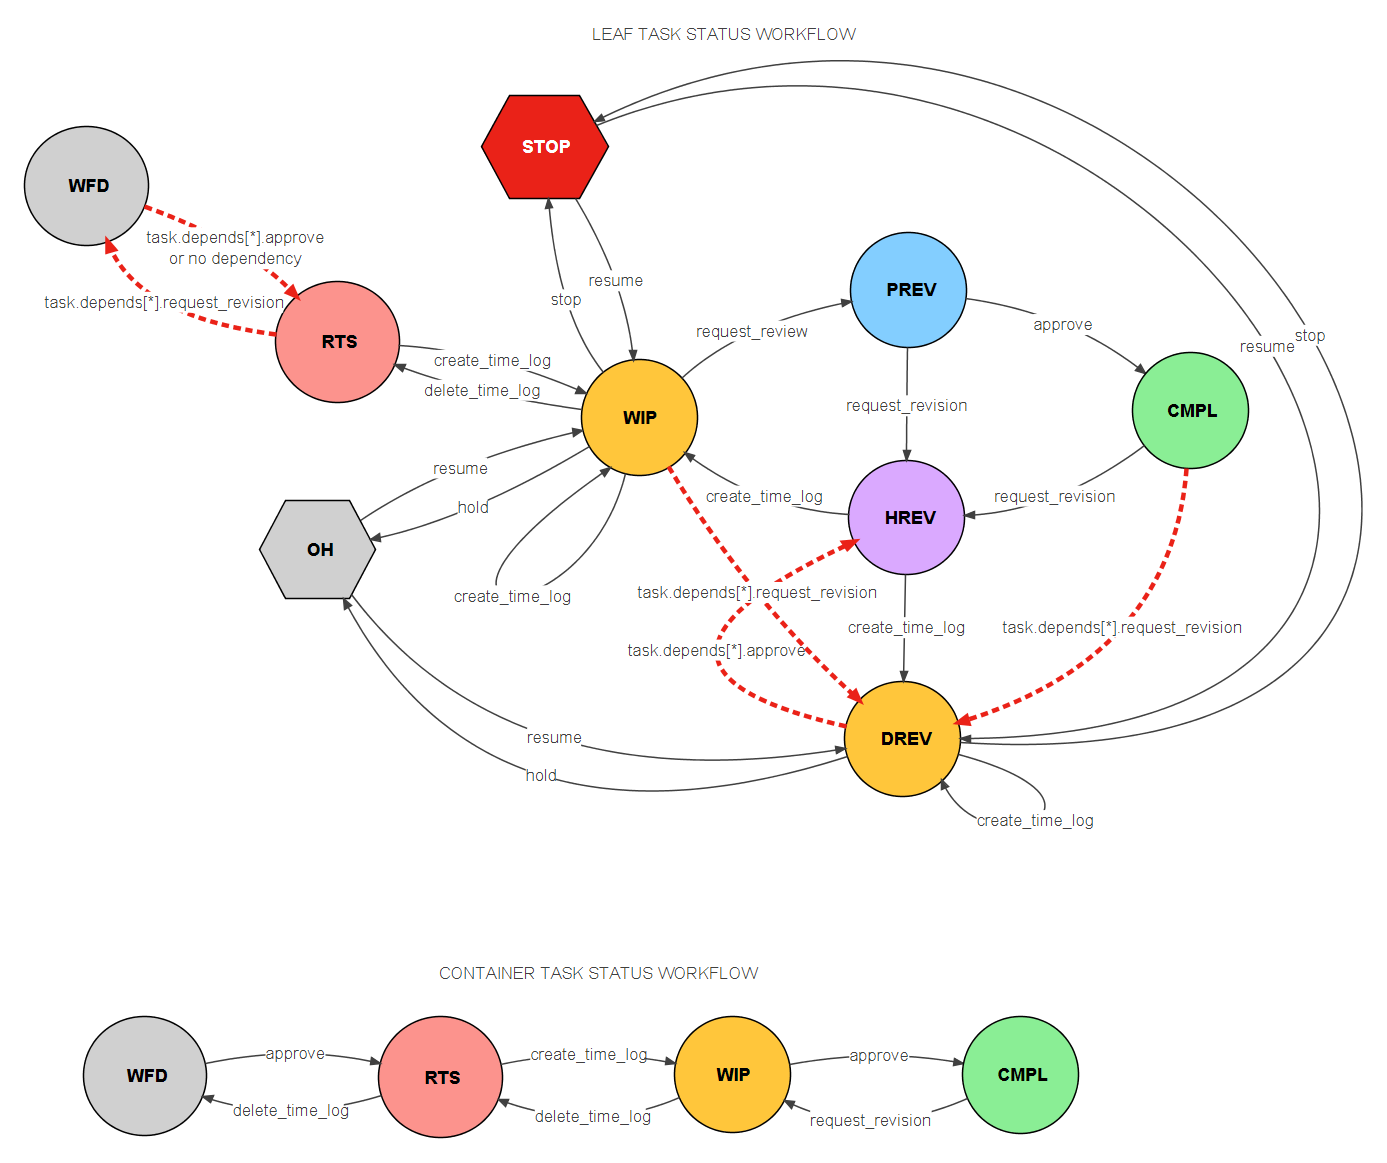 LEAF TASK STATUS WORKFLOW
STOP
WFD
task.depends[*].approve
or no dependency
task.depends[*].request_revision
RTS
resume
stop
PREV
request_review
approve
stop
resume
create_time_log
delete_time_log
WIP
request_revision
CMPL
resume
hold
create_time_log
HREV
request_revision
OH
create_time_log
task.depends[*].request_revision
create_time_log
task.depends[*].request_revision
task.depends[*].approve
resume
DREV
hold
create_time_log
CONTAINER TASK STATUS WORKFLOW
WFD
approve
delete_time_log
RTS
create_time_log
delete_time_log
WIP
approve
request_revision
CMPL